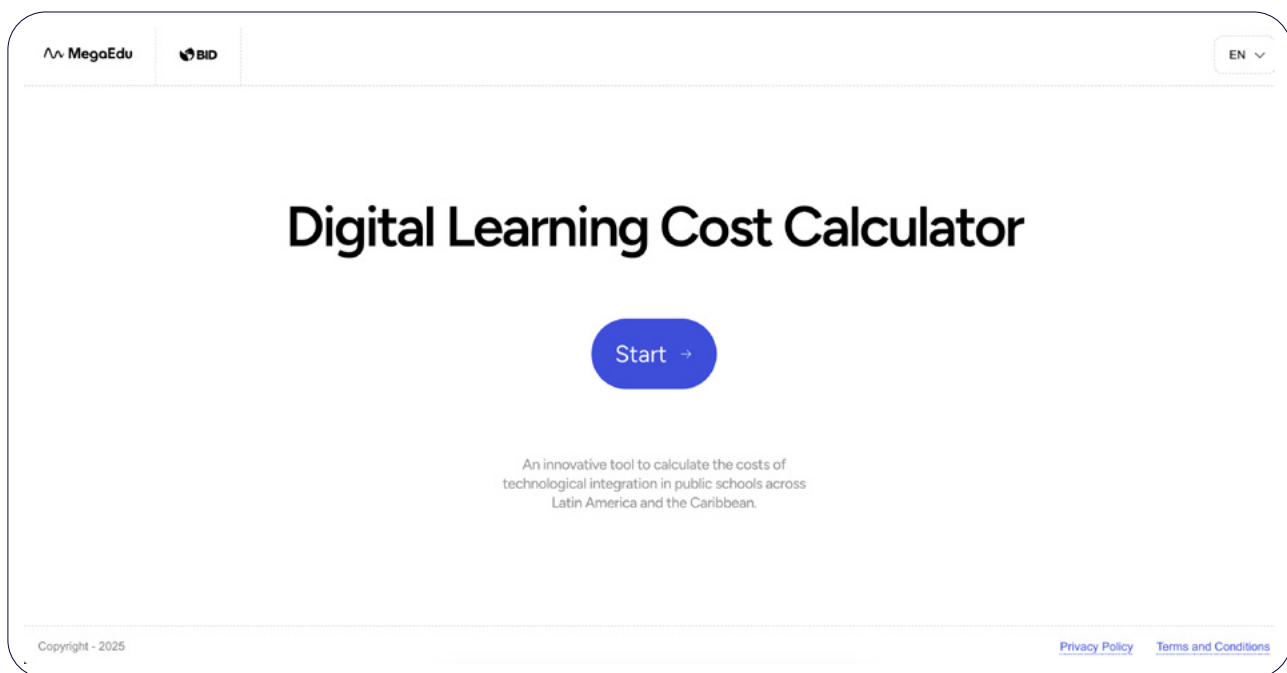 MegaEdu
BID
EN
Digital Learning Cost Calculator
Start →
An innovative tool to calculate the costs of
technological integration in public schools across
Latin America and the Caribbean.
Copyright - 2025
Privacy Policy
Terms and Conditions